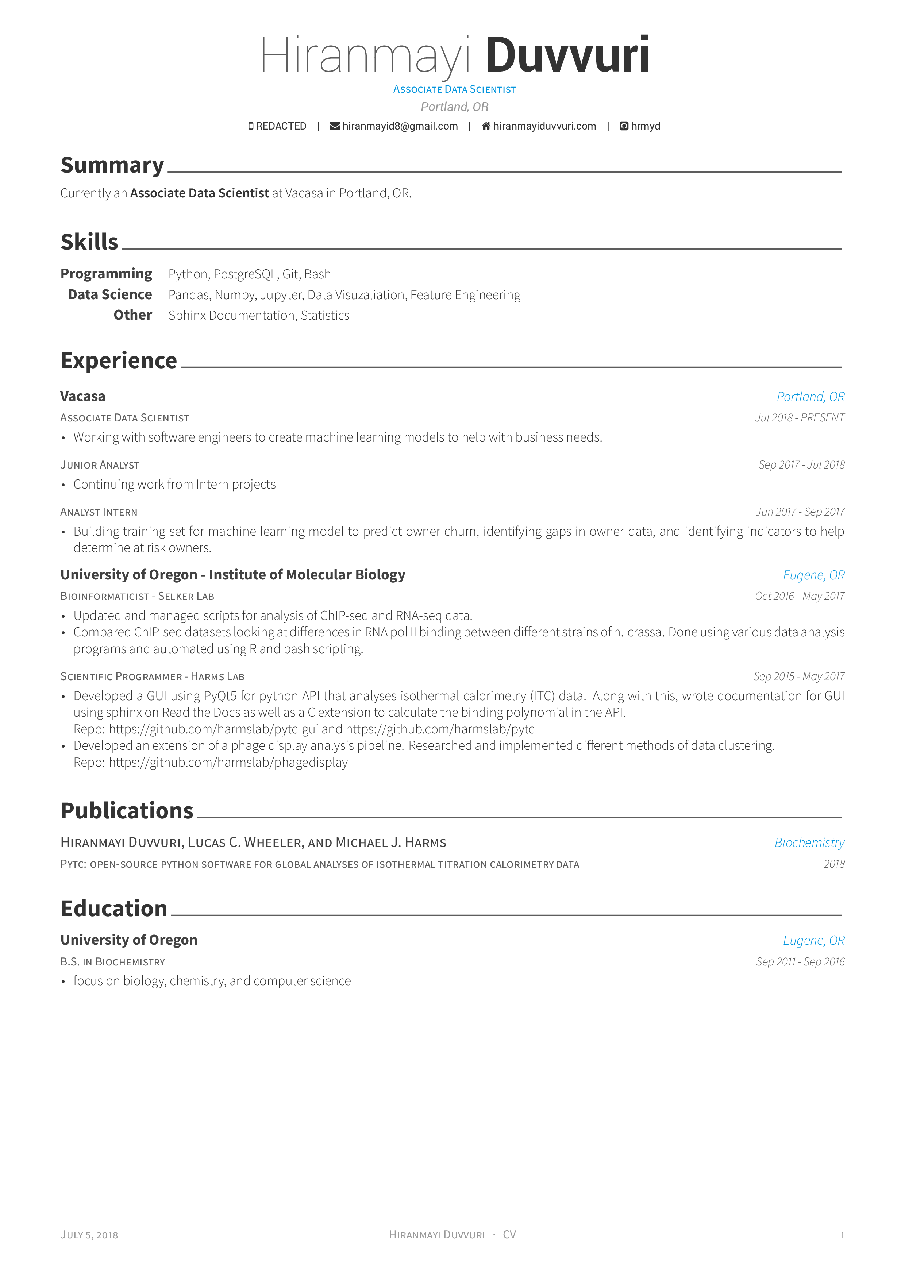 Hiranmayi Duvvuri
Associate Data Scientist
Portland, OR
REDACTED | hiranmayid8@gmail.com | hiranmayiduvvuri.com | hrmyd
Summary
Currently an Associate Data Scientist at Vacasa in Portland, OR.
Skills
Programming Python, PostgreSQL, Git, Bash
Data Science Pandas, Numpy, Jupyter, Data Visuzaliation, Feature Engineering
Other Sphinx Documentation, Statistics
Experience
Vacasa Portland, OR
Associate Data Scientist Jul 2018 - PRESENT
• Working with software engineers to create machine learning models to help with business needs.
Junior Analyst Sep 2017 - Jul 2018
• Continuing work from Intern projects
Analyst Intern Jun 2017 - Sep 2017
• Building training set for machine learning model to predict owner churn, identifying gaps in owner data, and identifying indicators to help
determine at risk owners.
University of Oregon - Institute of Molecular Biology Eugene, OR
Bioinformaticist - Selker Lab Oct 2016 - May 2017
• Updated and managed scripts for analysis of ChIP-seq and RNA-seq data.
• Compared ChIP-seq datasets looking at differences in RNA pol II binding between different strains of n. crassa. Done using various data analysis
programs and automated using R and bash scripting.
Scientific Programmer - Harms Lab Sep 2015 - May 2017
• Developed a GUI using PyQt5 for python API that analyses isothermal calorimetry (ITC) data. Along with this, wrote documentation for GUI
using sphinx on Read the Docs as well as a C extension to calculate the binding polynomial in the API.
Repo: https://github.com/harmslab/pytc-gui and https://github.com/harmslab/pytc
• Developed an extension of a phage display analysis pipeline. Researched and implemented different methods of data clustering.
Repo: https://github.com/harmslab/phagedisplay
Publications
Hiranmayi Duvvuri, Lucas C. Wheeler, and Michael J. Harms Biochemistry
Pytc: open-source python software for global analyses of isothermal titration calorimetry data 2018
Education
University of Oregon Eugene, OR
B.S. in Biochemistry Sep 2011 - Sep 2016
• focus on biology, chemistry, and computer science
July 5, 2018 Hiranmayi Duvvuri · CV 1